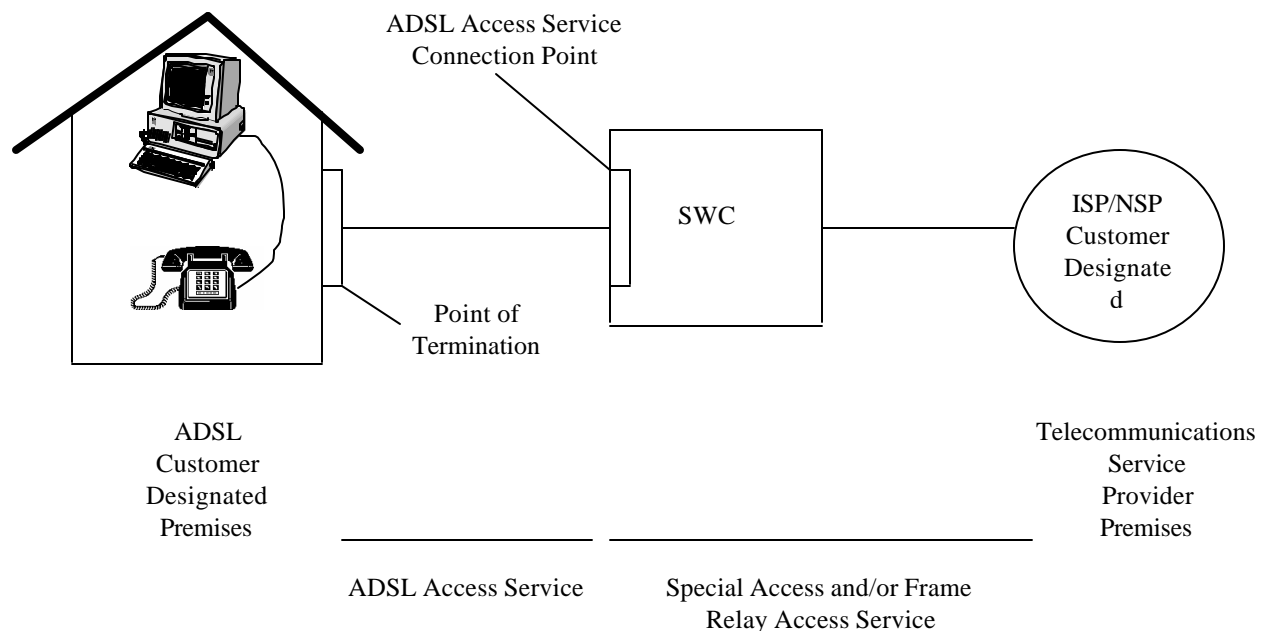 ADSL Access Service
Connection Point
SWC
ISP/NSP
Customer
Designate
d
Point of
Termination
ADSL
Customer
Designated
Premises
Telecommunications
Service
Provider
Premises
ADSL Access Service
Special Access and/or Frame
Relay Access Service